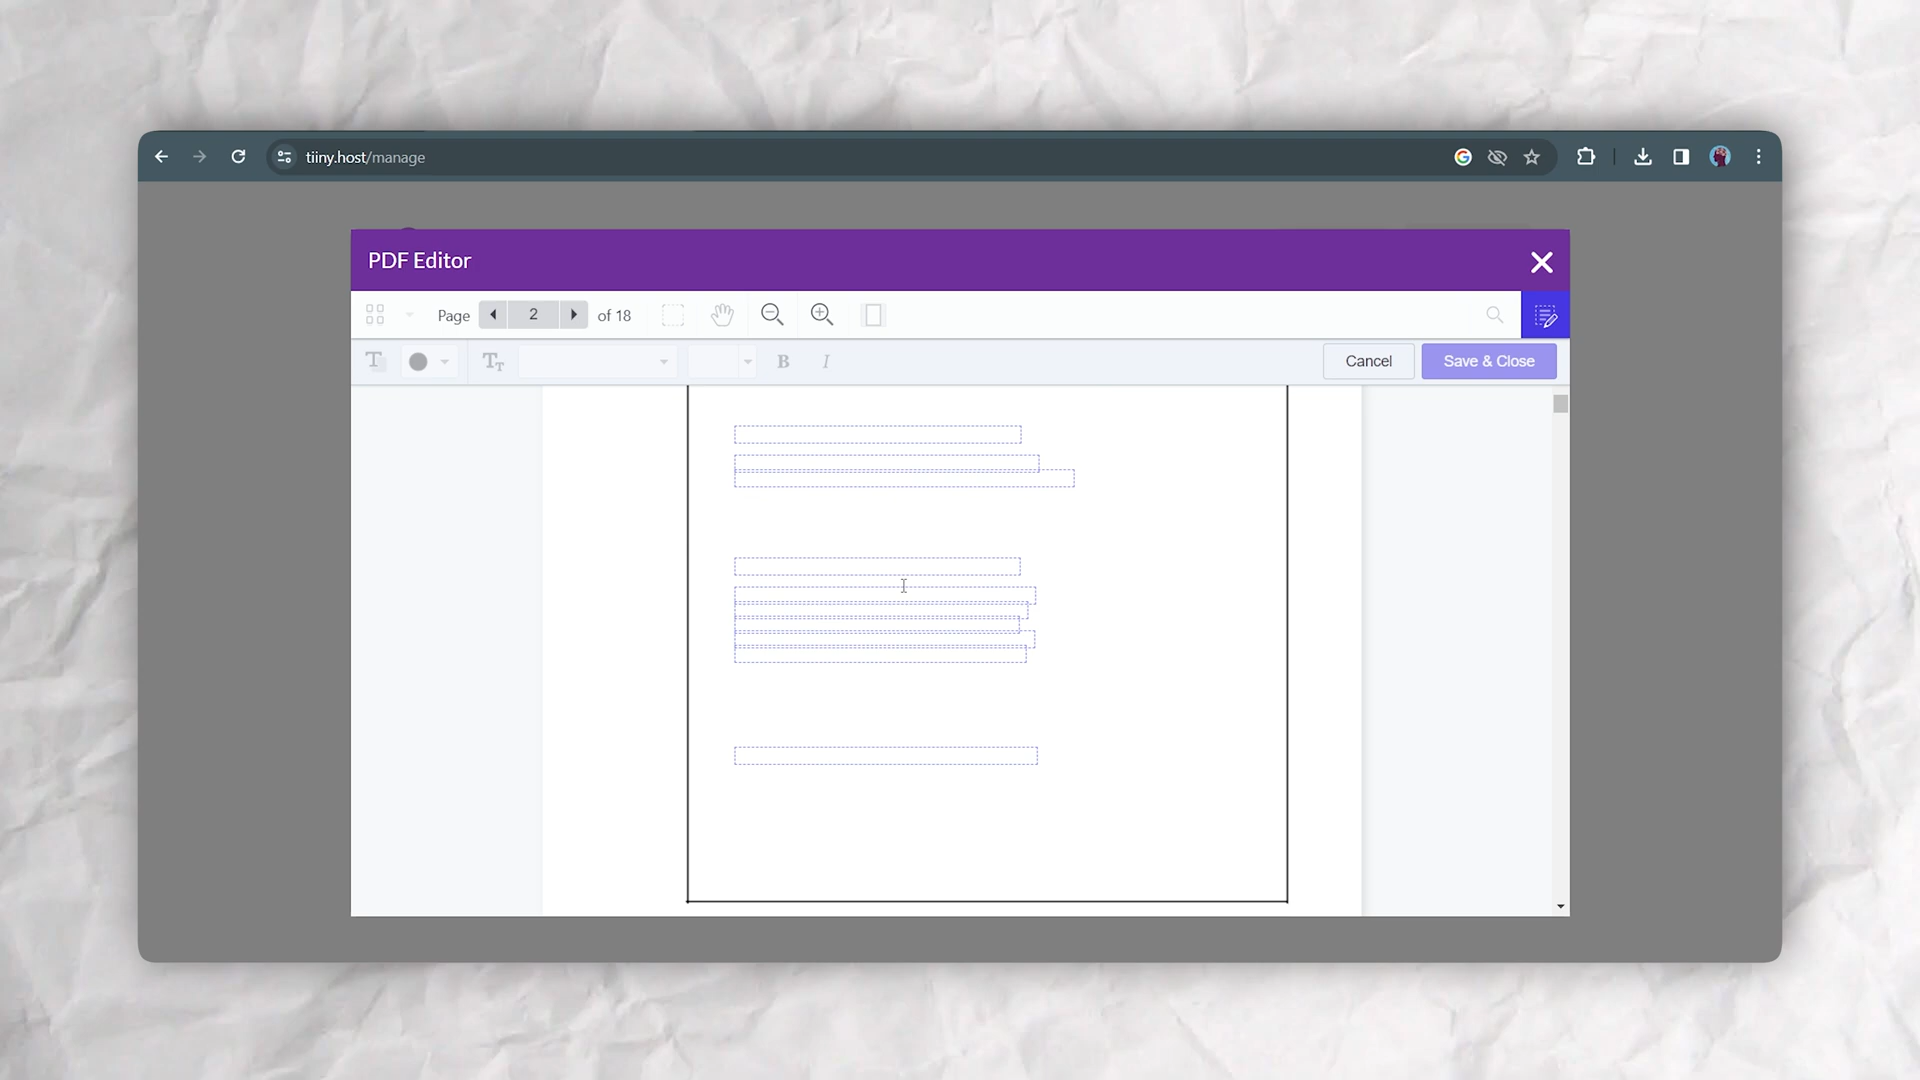 tiiny.host/manage
PDF Editor
Page 2 of 18
B I Cancel Save & Close